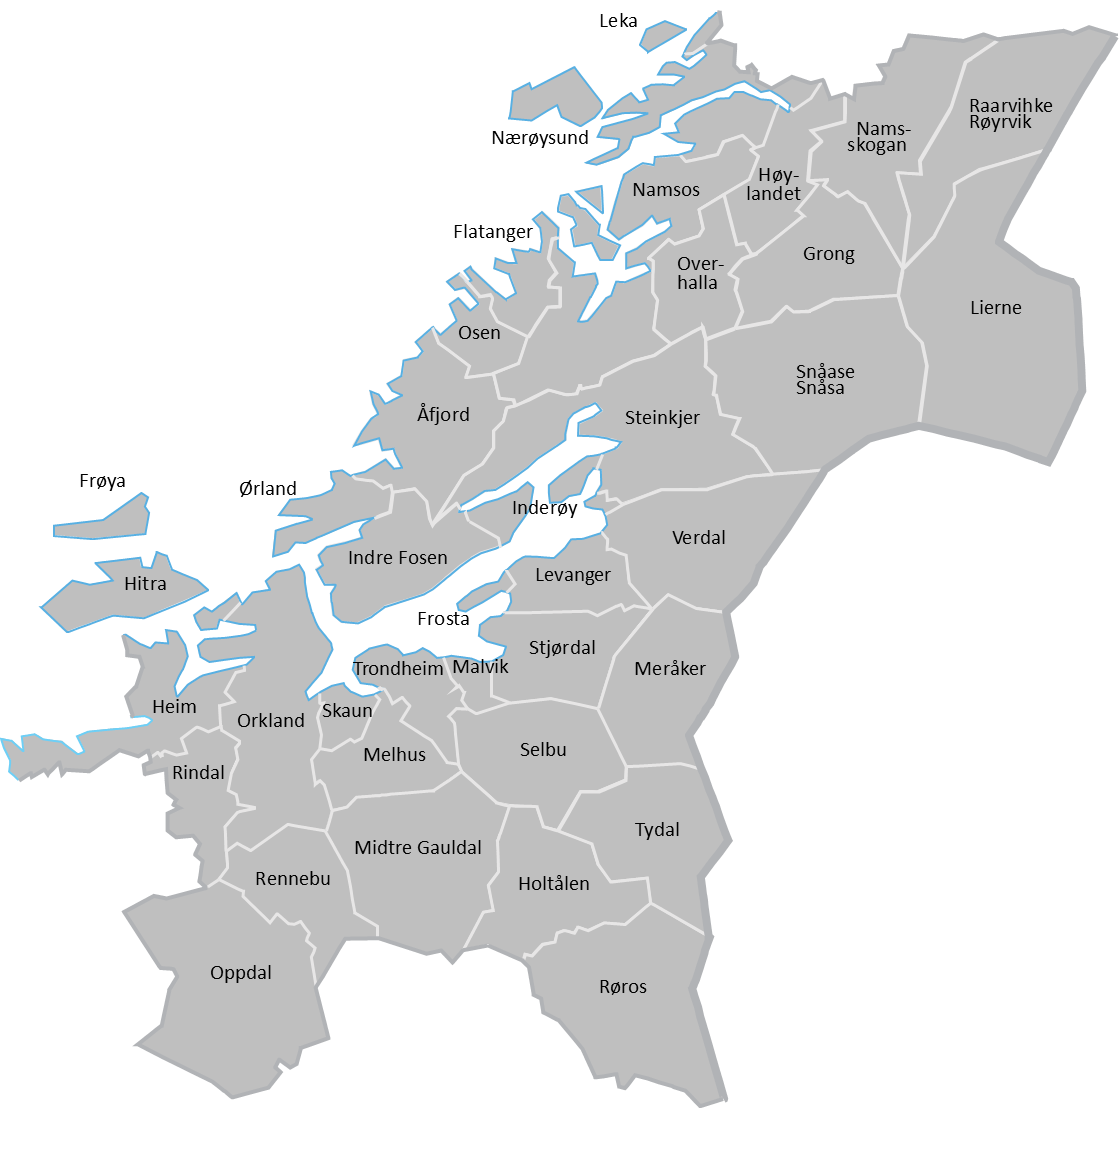 Leka
Raarvihke
Røyrvik
Nærøysund
Nams-
skogan
Namsos
Høy-
landet
Flatanger
Grong
Over-
halla
Lierne
Osen
Snåase
Snåsa
Åfjord
Steinkjer
Frøya
Ørland
Inderøy
Verdal
Indre Fosen
Levanger
Hitra
Frosta
Stjørdal
Trondheim
Malvik
Meråker
Heim
Skaun
Orkland
Selbu
Melhus
Rindal
Tydal
Midtre Gauldal
Rennebu
Holtålen
Oppdal
Røros